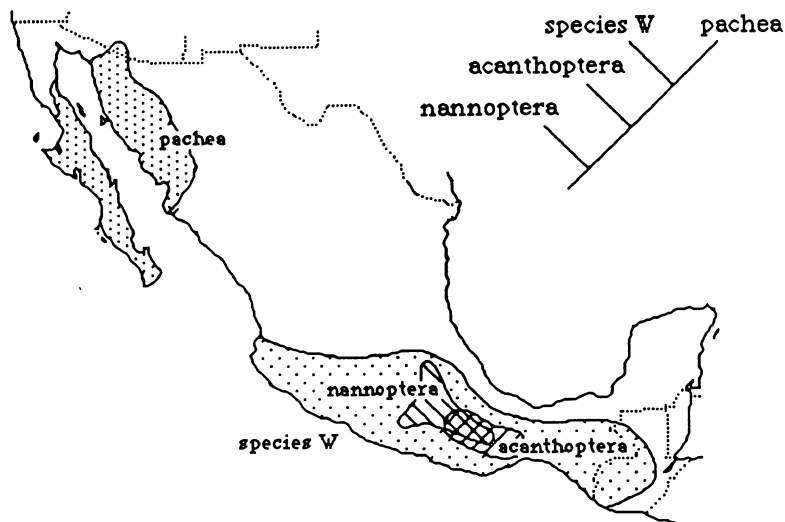 species W
pachea
acanthoptera
nannoptera
pachea
nannoptera
species W
acanthoptera